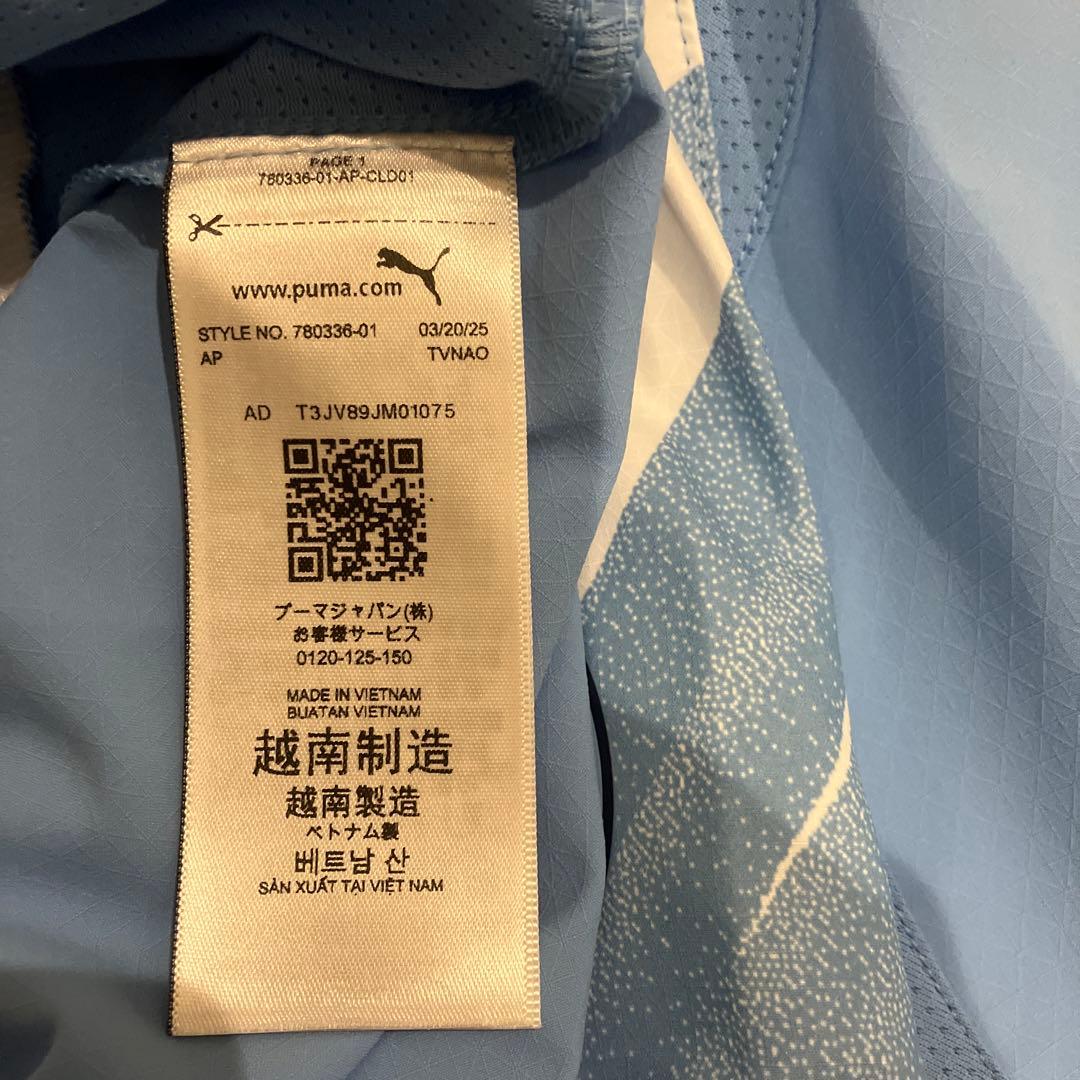 PAGE 1
780336-01-AP-CLD01
www.puma.com
STYLE NO. 780336-01 03/20/25
AP TVNAO
AD T3JV89JM01075
プーマジャパン(株)
お客様サービス
0120-125-150
MADE IN VIETNAM
BUATAN VIETNAM
越南制造
越南製造
ベトナム製
베트남 산
SẢN XUẤT TẠI VIỆT NAM